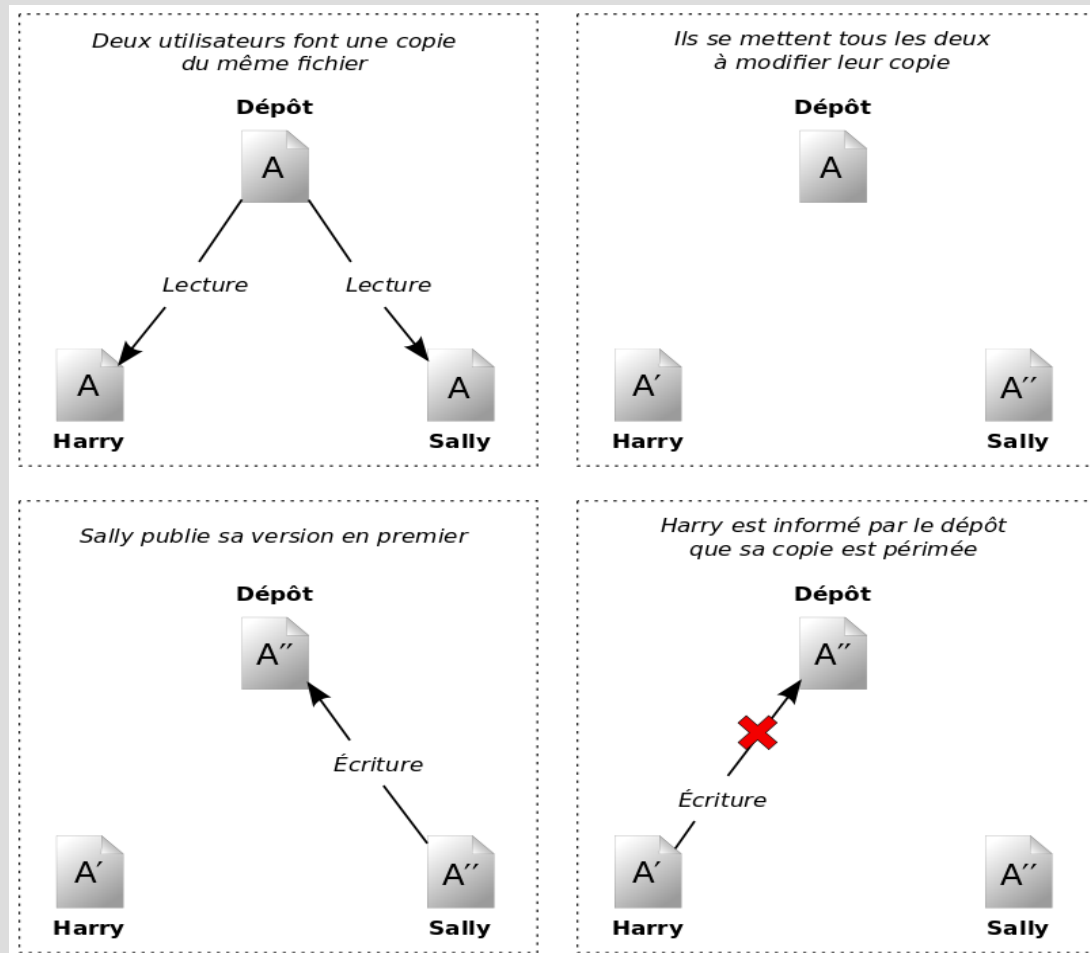 Deux utilisateurs font une copie
du même fichier
Dépôt
A
Lecture
Lecture
A
A
Harry
Sally
Ils se mettent tous les deux
à modifier leur copie
Dépôt
A
A′
A′′
Harry
Sally
Sally publie sa version en premier
Dépôt
A′′
Écriture
A′
A′′
Harry
Sally
Harry est informé par le dépôt
que sa copie est périmée
Dépôt
A′′
Écriture
A′
A′′
Harry
Sally